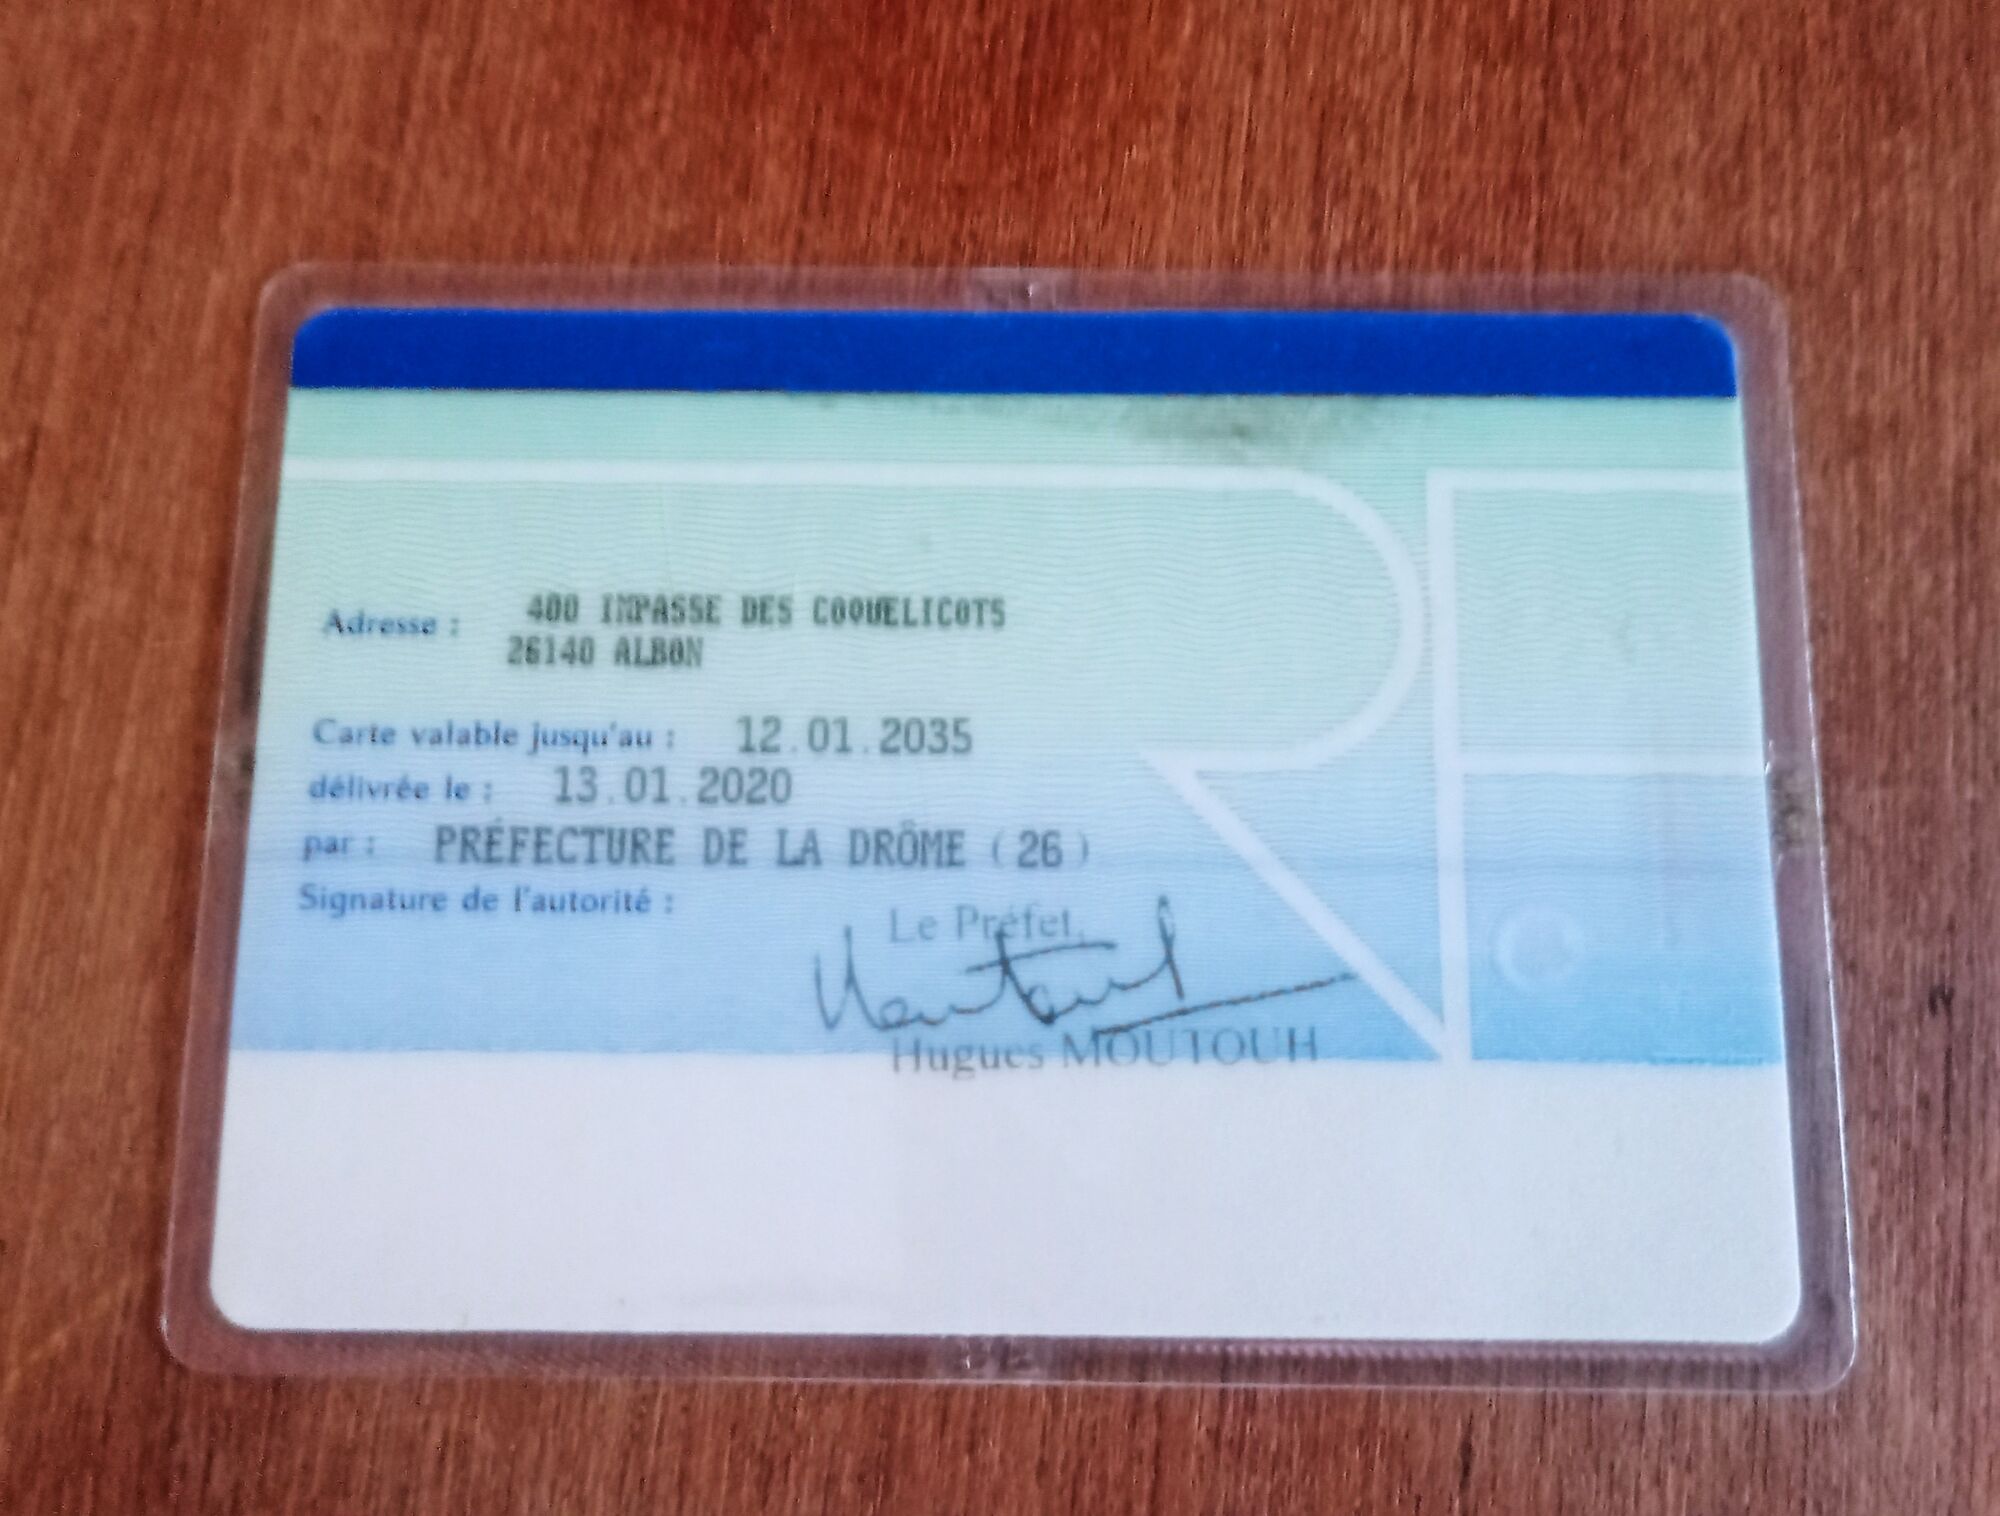 Adresse : 400 IMPASSE DES COQUELICOTS
26140 ALBON
Carte valable jusqu'au : 12.01.2035
délivrée le : 13.01.2020
par : PRÉFECTURE DE LA DRÔME (26)
Signature de l'autorité :
Le Préfet,
Hugues MOUTOUH
RF